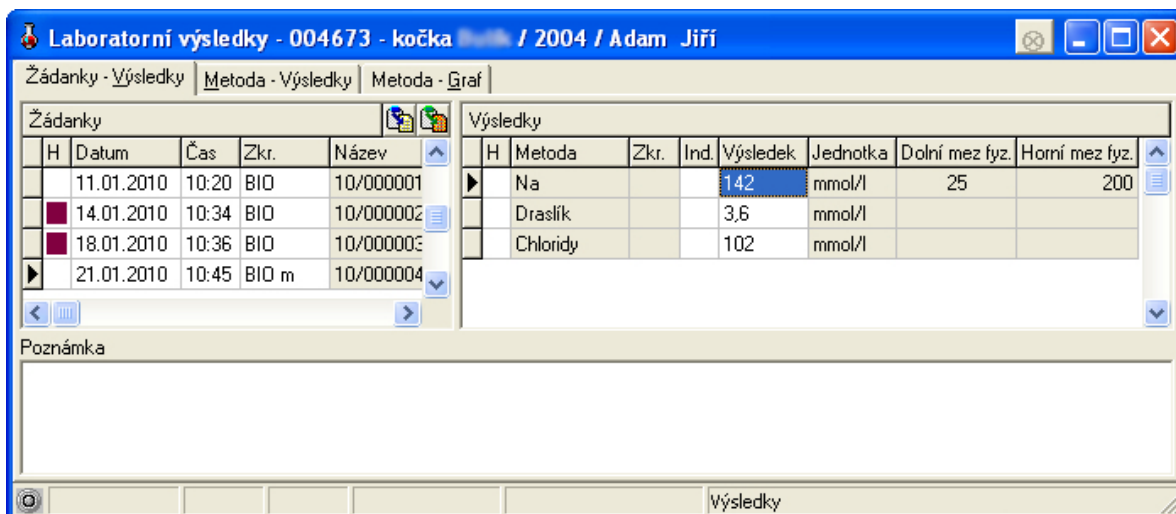 Laboratorní výsledky - 004673 - kočka / 2004 / Adam Jiří
Žádanky - Výsledky Metoda - Výsledky Metoda - Graf
Žádanky
H Datum Čas Zkr. Název
11.01.2010 10:20 BIO 10/000001
14.01.2010 10:34 BIO 10/000002
18.01.2010 10:36 BIO 10/000003
21.01.2010 10:45 BIO m 10/000004
Výsledky
H Metoda Zkr. Ind. Výsledek Jednotka Dolní mez fyz. Horní mez fyz.
Na 142 mmol/l 25 200
Draslík 3,6 mmol/l
Chloridy 102 mmol/l
Poznámka
Výsledky